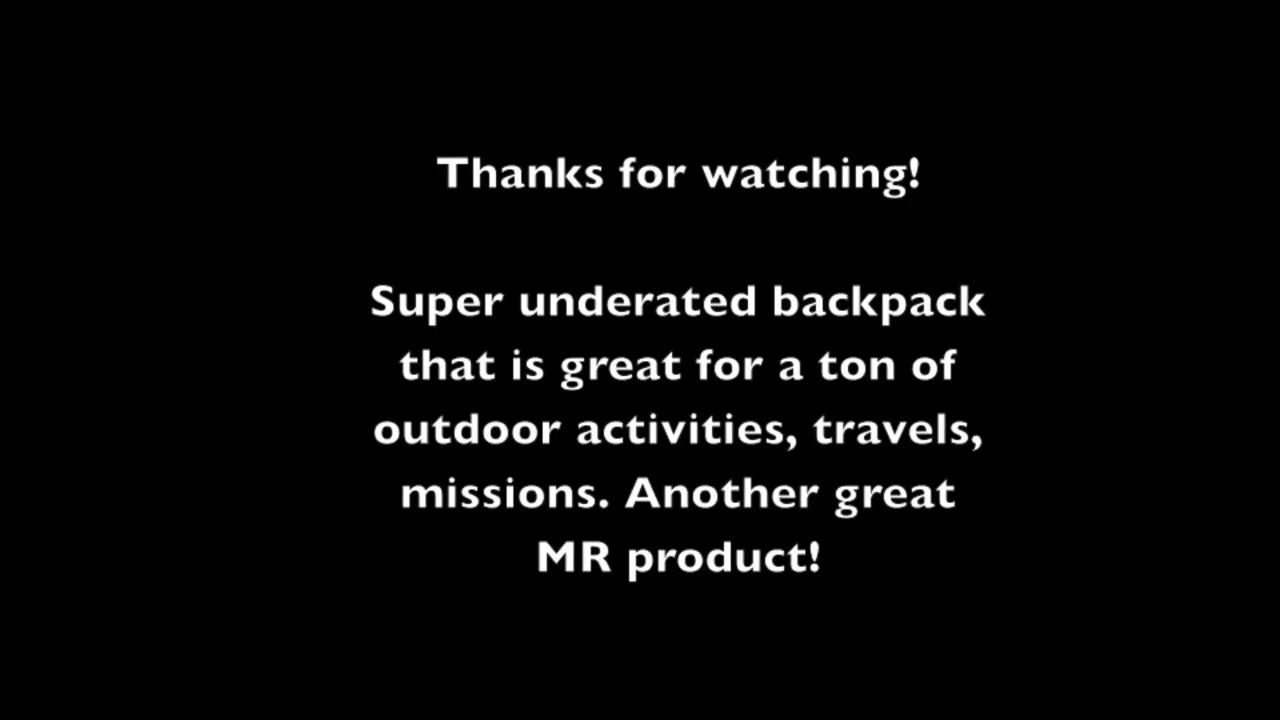 Thanks for watching!
Super underated backpack
that is great for a ton of
outdoor activities, travels,
missions. Another great
MR product!